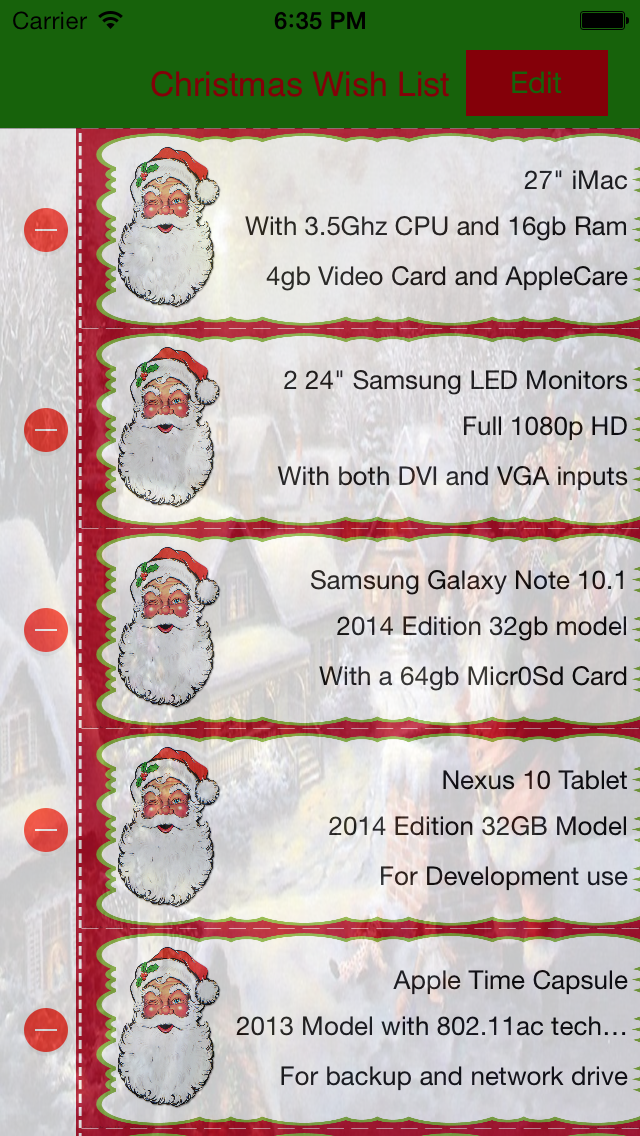 Carrier 6:35 PM
Christmas Wish List Edit
27" iMac
With 3.5Ghz CPU and 16gb Ram
4gb Video Card and AppleCare
2 24" Samsung LED Monitors
Full 1080p HD
With both DVI and VGA inputs
Samsung Galaxy Note 10.1
2014 Edition 32gb model
With a 64gb Micr0Sd Card
Nexus 10 Tablet
2014 Edition 32GB Model
For Development use
Apple Time Capsule
2013 Model with 802.11ac tech…
For backup and network drive